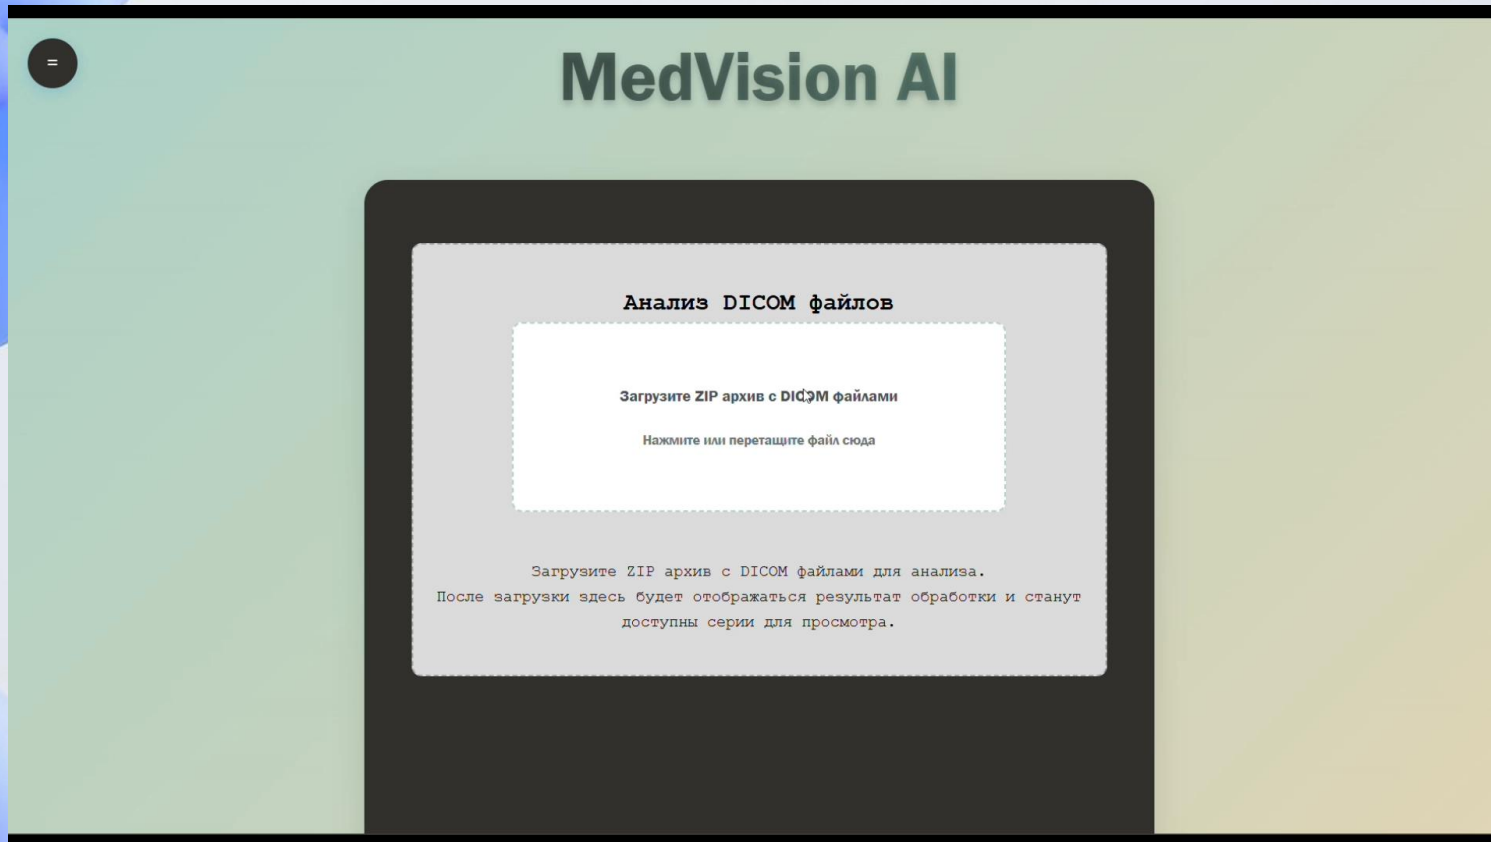 =
MedVision AI
Анализ DICOM файлов
Загрузите ZIP архив с DICOM файлами
Нажмите или перетащите файл сюда
Загрузите ZIP архив с DICOM файлами для анализа.
После загрузки здесь будет отображаться результат обработки и станут
доступны серии для просмотра.